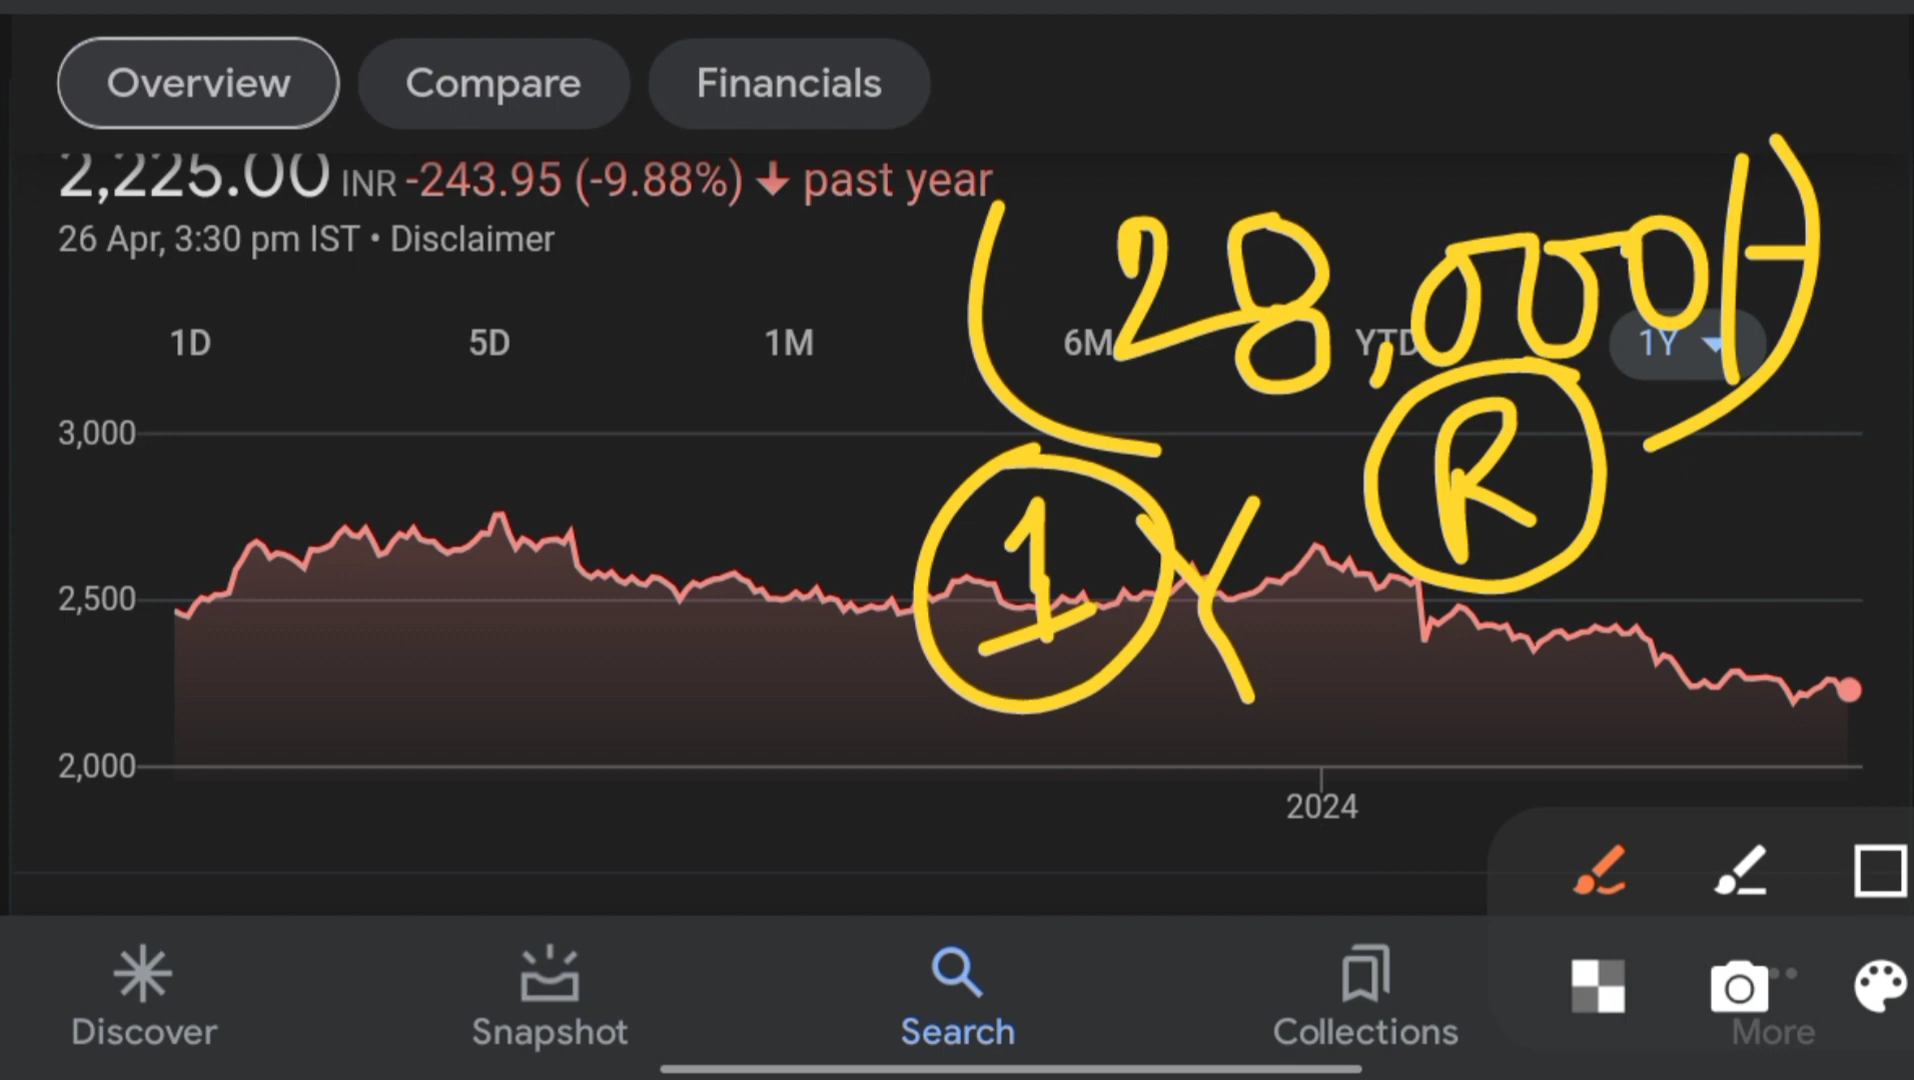 Overview Compare Financials
2,225.00 INR -243.95 (-9.88%) ↓ past year
26 Apr, 3:30 pm IST • Disclaimer
(28,000/-)
1D 5D 1M 6M YTD 1Y
3,000
R
1Y
2,500
2,000
2024
Discover Snapshot Search Collections More